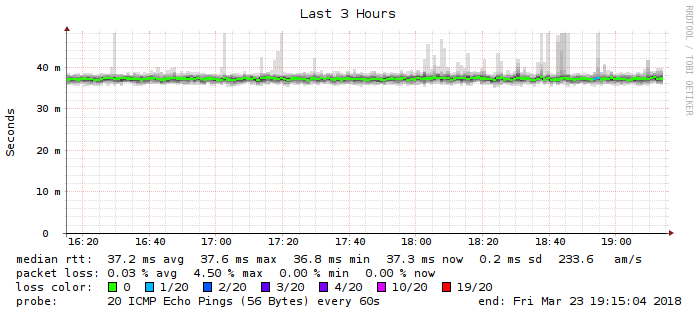 Last 3 Hours
RRDTOOL / TOBI OETIKER
Seconds
40 m
30 m
20 m
10 m
0
16:20 16:40 17:00 17:20 17:40 18:00 18:20 18:40 19:00
median rtt: 37.2 ms avg 37.6 ms max 36.8 ms min 37.3 ms now 0.2 ms sd 233.6 am/s
packet loss: 0.03 % avg 4.50 % max 0.00 % min 0.00 % now
loss color: 0 1/20 2/20 3/20 4/20 10/20 19/20
probe: 20 ICMP Echo Pings (56 Bytes) every 60s end: Fri Mar 23 19:15:04 2018